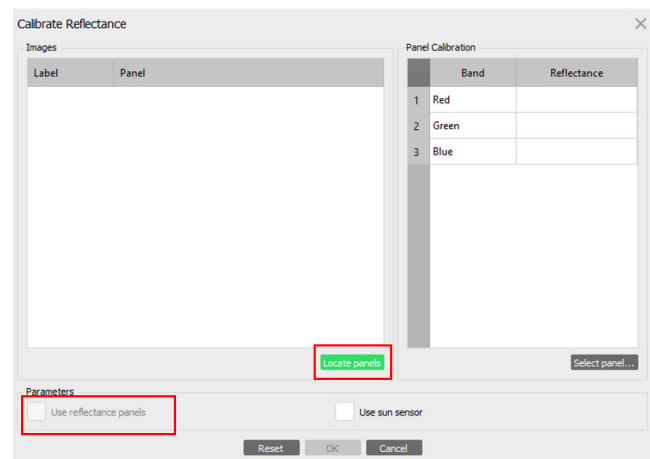 Calibrate Reflectance
Images
Label Panel
Locate panels
Panel Calibration
Band Reflectance
1 Red
2 Green
3 Blue
Select panel...
Parameters
Use reflectance panels Use sun sensor
Reset OK Cancel